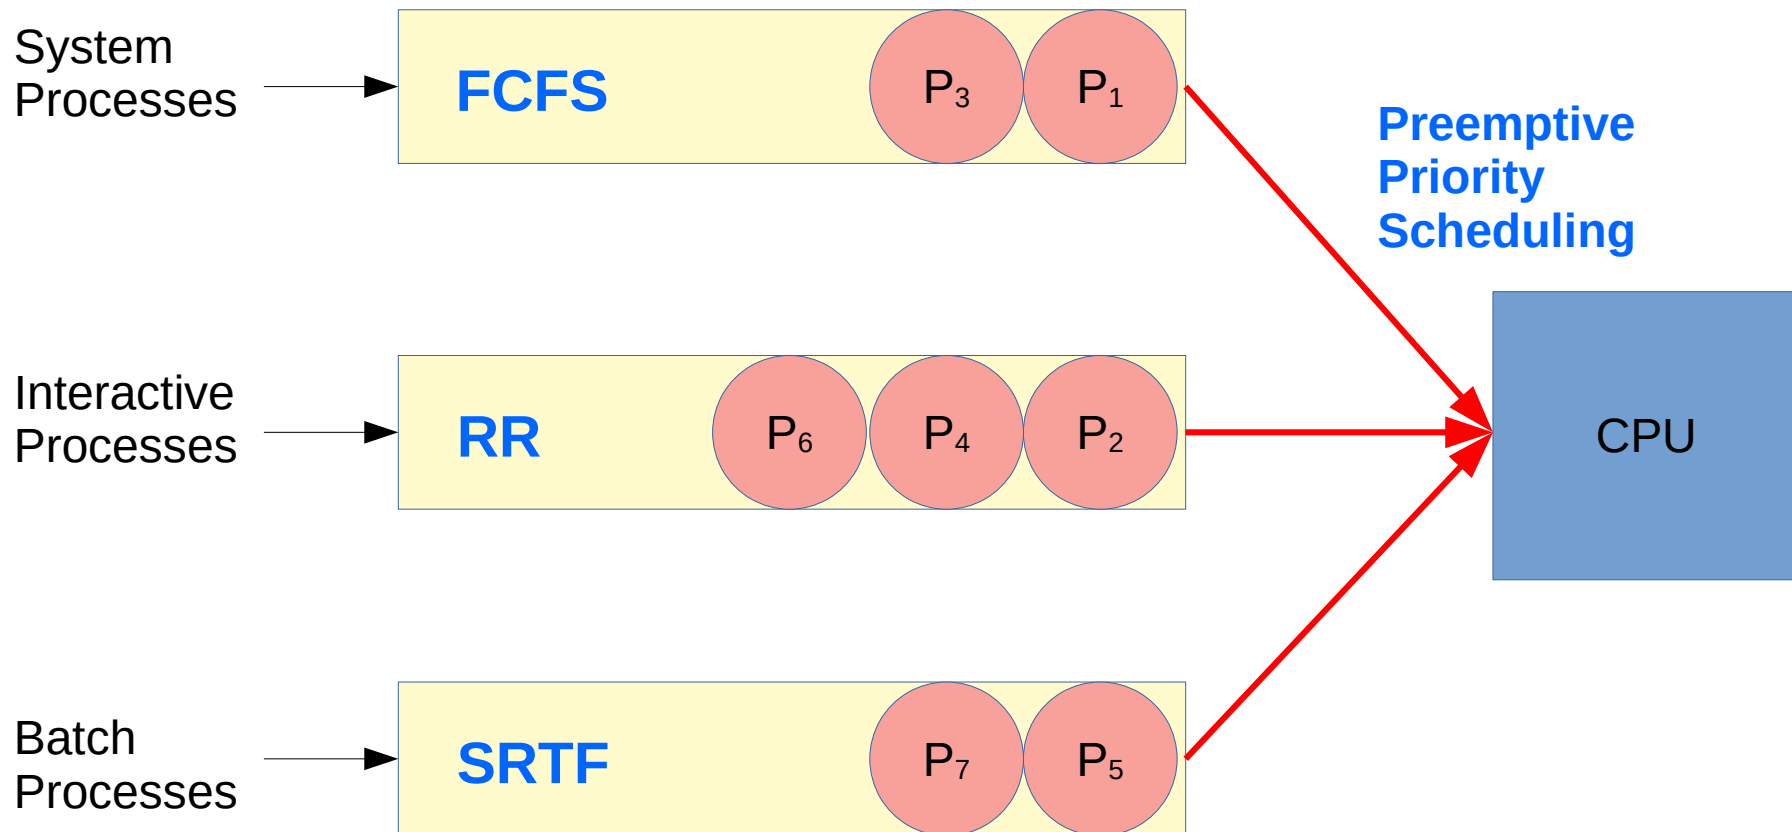 System
Processes
FCFS
P₃
P₁
Preemptive
Priority
Scheduling
Interactive
Processes
RR
P₆
P₄
P₂
CPU
Batch
Processes
SRTF
P₇
P₅